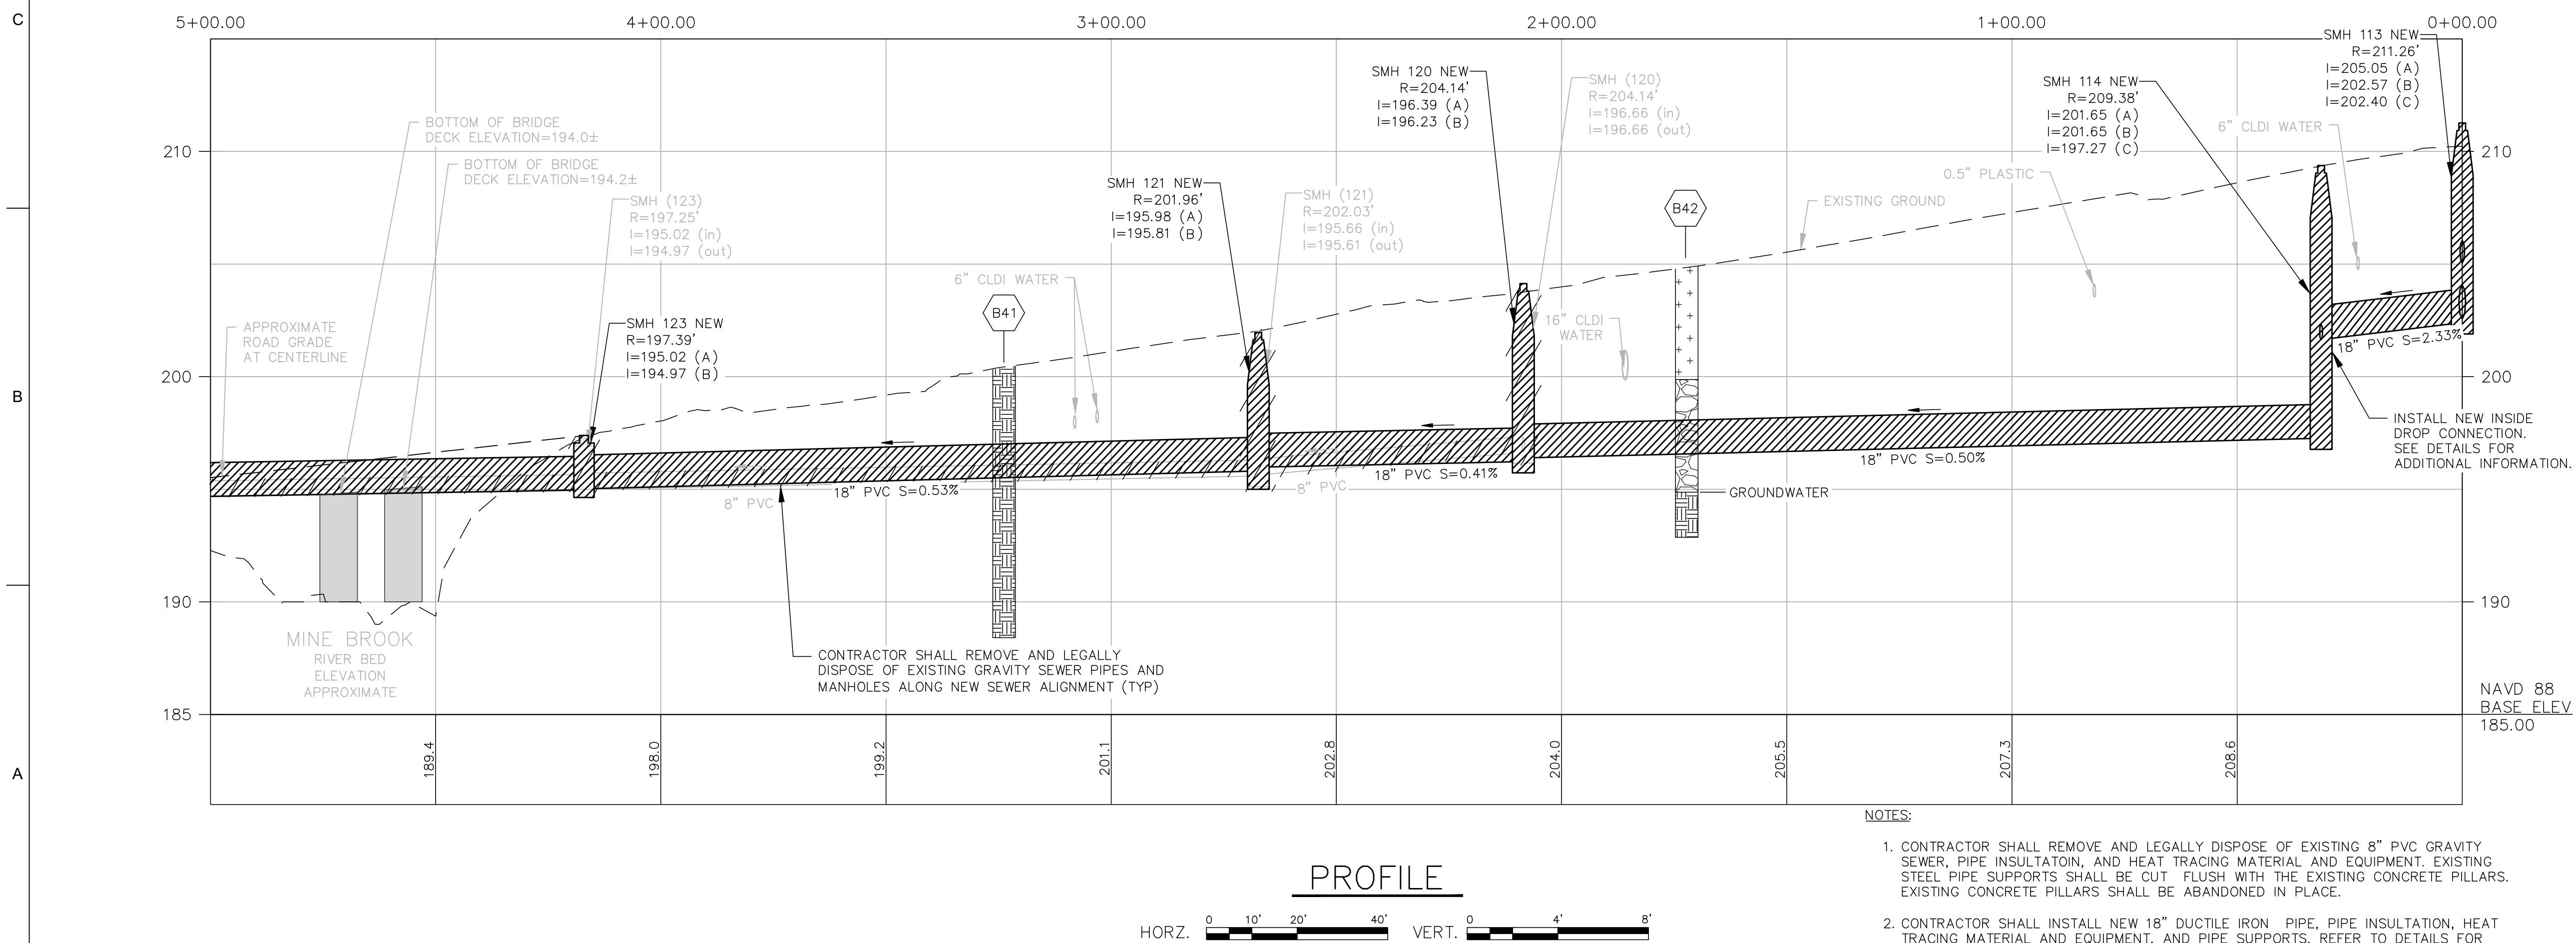 C
B
A
5+00.00
4+00.00
3+00.00
2+00.00
1+00.00
0+00.00
210
200
190
185
BOTTOM OF BRIDGE
DECK ELEVATION=194.0±
BOTTOM OF BRIDGE
DECK ELEVATION=194.2±
SMH (123)
R=197.25'
I=195.02 (in)
I=194.97 (out)
APPROXIMATE
ROAD GRADE
AT CENTERLINE
SMH 123 NEW
R=197.39'
I=195.02 (A)
I=194.97 (B)
6" CLDI WATER
B41
SMH 121 NEW
R=201.96'
I=195.98 (A)
I=195.81 (B)
SMH (121)
R=202.03'
I=195.66 (in)
I=195.61 (out)
SMH 120 NEW
R=204.14'
I=196.39 (A)
I=196.23 (B)
SMH (120)
R=204.14'
I=196.66 (in)
I=196.66 (out)
16" CLDI
WATER
B42
EXISTING GROUND
0.5" PLASTIC
SMH 114 NEW
R=209.38'
I=201.65 (A)
I=201.65 (B)
I=197.27 (C)
6" CLDI WATER
SMH 113 NEW
R=211.26'
I=205.05 (A)
I=202.57 (B)
I=202.40 (C)
210
200
190
18" PVC S=2.33%
INSTALL NEW INSIDE
DROP CONNECTION.
SEE DETAILS FOR
ADDITIONAL INFORMATION.
8" PVC
18" PVC S=0.53%
8" PVC
18" PVC S=0.41%
18" PVC S=0.50%
GROUNDWATER
MINE BROOK
RIVER BED
ELEVATION
APPROXIMATE
CONTRACTOR SHALL REMOVE AND LEGALLY
DISPOSE OF EXISTING GRAVITY SEWER PIPES AND
MANHOLES ALONG NEW SEWER ALIGNMENT (TYP)
NAVD 88
BASE ELEV
185.00
189.4
198.0
199.2
201.1
202.8
204.0
205.5
207.3
208.6
PROFILE
HORZ.
0 10' 20' 40'
VERT.
0 4' 8'
NOTES:
1. CONTRACTOR SHALL REMOVE AND LEGALLY DISPOSE OF EXISTING 8" PVC GRAVITY
SEWER, PIPE INSULTATOIN, AND HEAT TRACING MATERIAL AND EQUIPMENT. EXISTING
STEEL PIPE SUPPORTS SHALL BE CUT FLUSH WITH THE EXISTING CONCRETE PILLARS.
EXISTING CONCRETE PILLARS SHALL BE ABANDONED IN PLACE.
2. CONTRACTOR SHALL INSTALL NEW 18" DUCTILE IRON PIPE, PIPE INSULATION, HEAT
TRACING MATERIAL AND EQUIPMENT, AND PIPE SUPPORTS. REFER TO DETAILS FOR